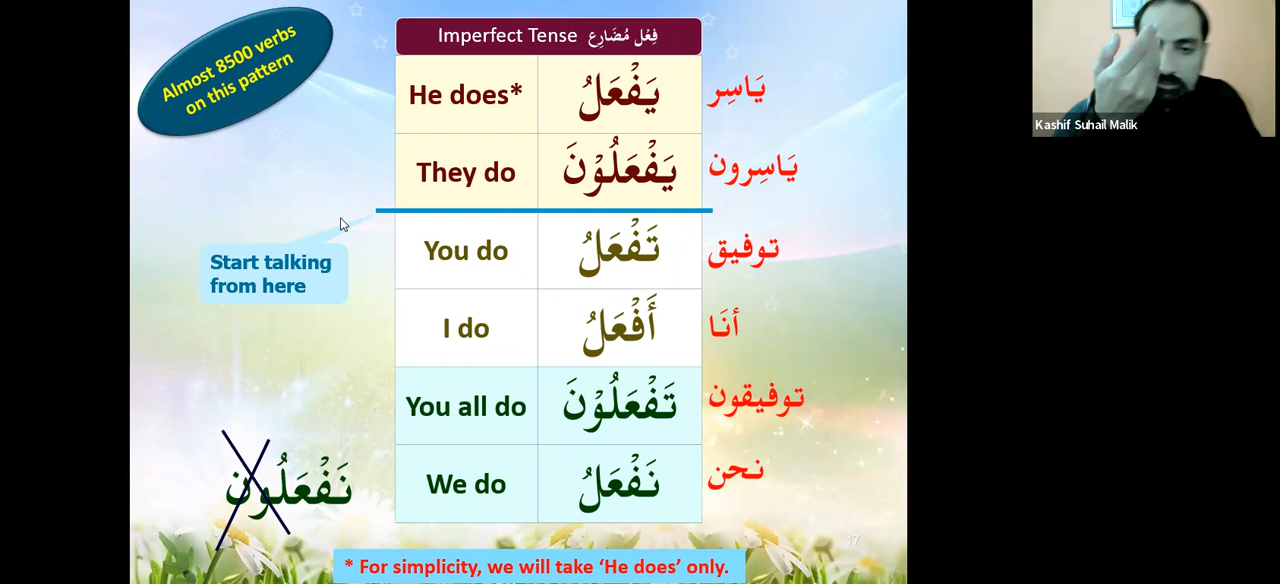 Almost 8500 verbs
on this pattern
Imperfect Tense فِعْل مُضَارِع
He does* يَفْعَلُ يَاسِر
They do يَفْعَلُوْنَ يَاسِرون
Start talking
from here
You do تَفْعَلُ توفيق
I do أَفْعَلُ أنَا
You all do تَفْعَلُوْنَ توفيقون
We do نَفْعَلُ نحن
نَفْعَلُون
* For simplicity, we will take ‘He does’ only.
17
Kashif Suhail Malik